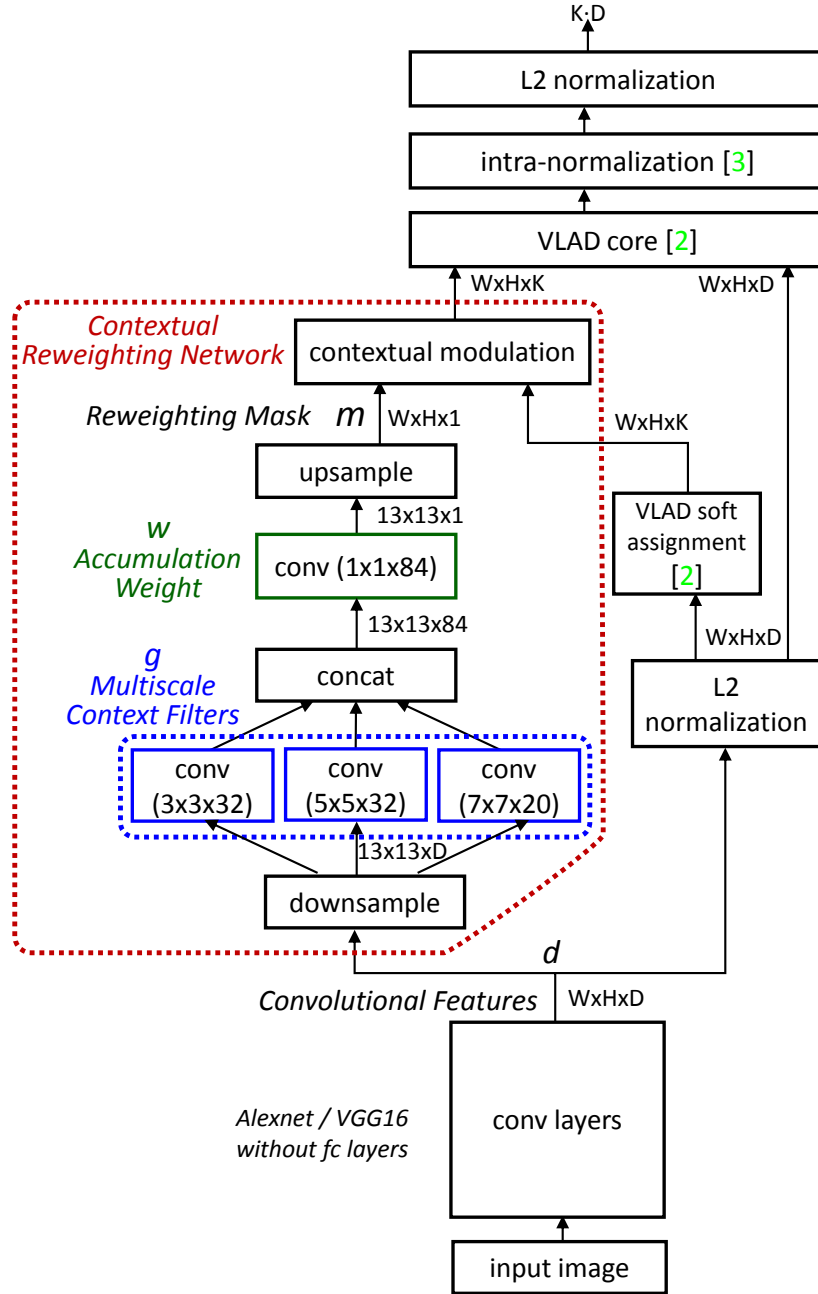 K·D
L2 normalization
intra-normalization [3]
VLAD core [2]
WxHxK
WxHxD
Contextual
Reweighting Network
contextual modulation
Reweighting Mask m WxHx1
WxHxK
upsample
13x13x1
VLAD soft
assignment
[2]
w
Accumulation
Weight
conv (1x1x84)
13x13x84
WxHxD
g
Multiscale
Context Filters
concat
L2
normalization
conv
(3x3x32)
conv
(5x5x32)
conv
(7x7x20)
13x13xD
downsample
d
Convolutional Features WxHxD
Alexnet / VGG16
without fc layers
conv layers
input image